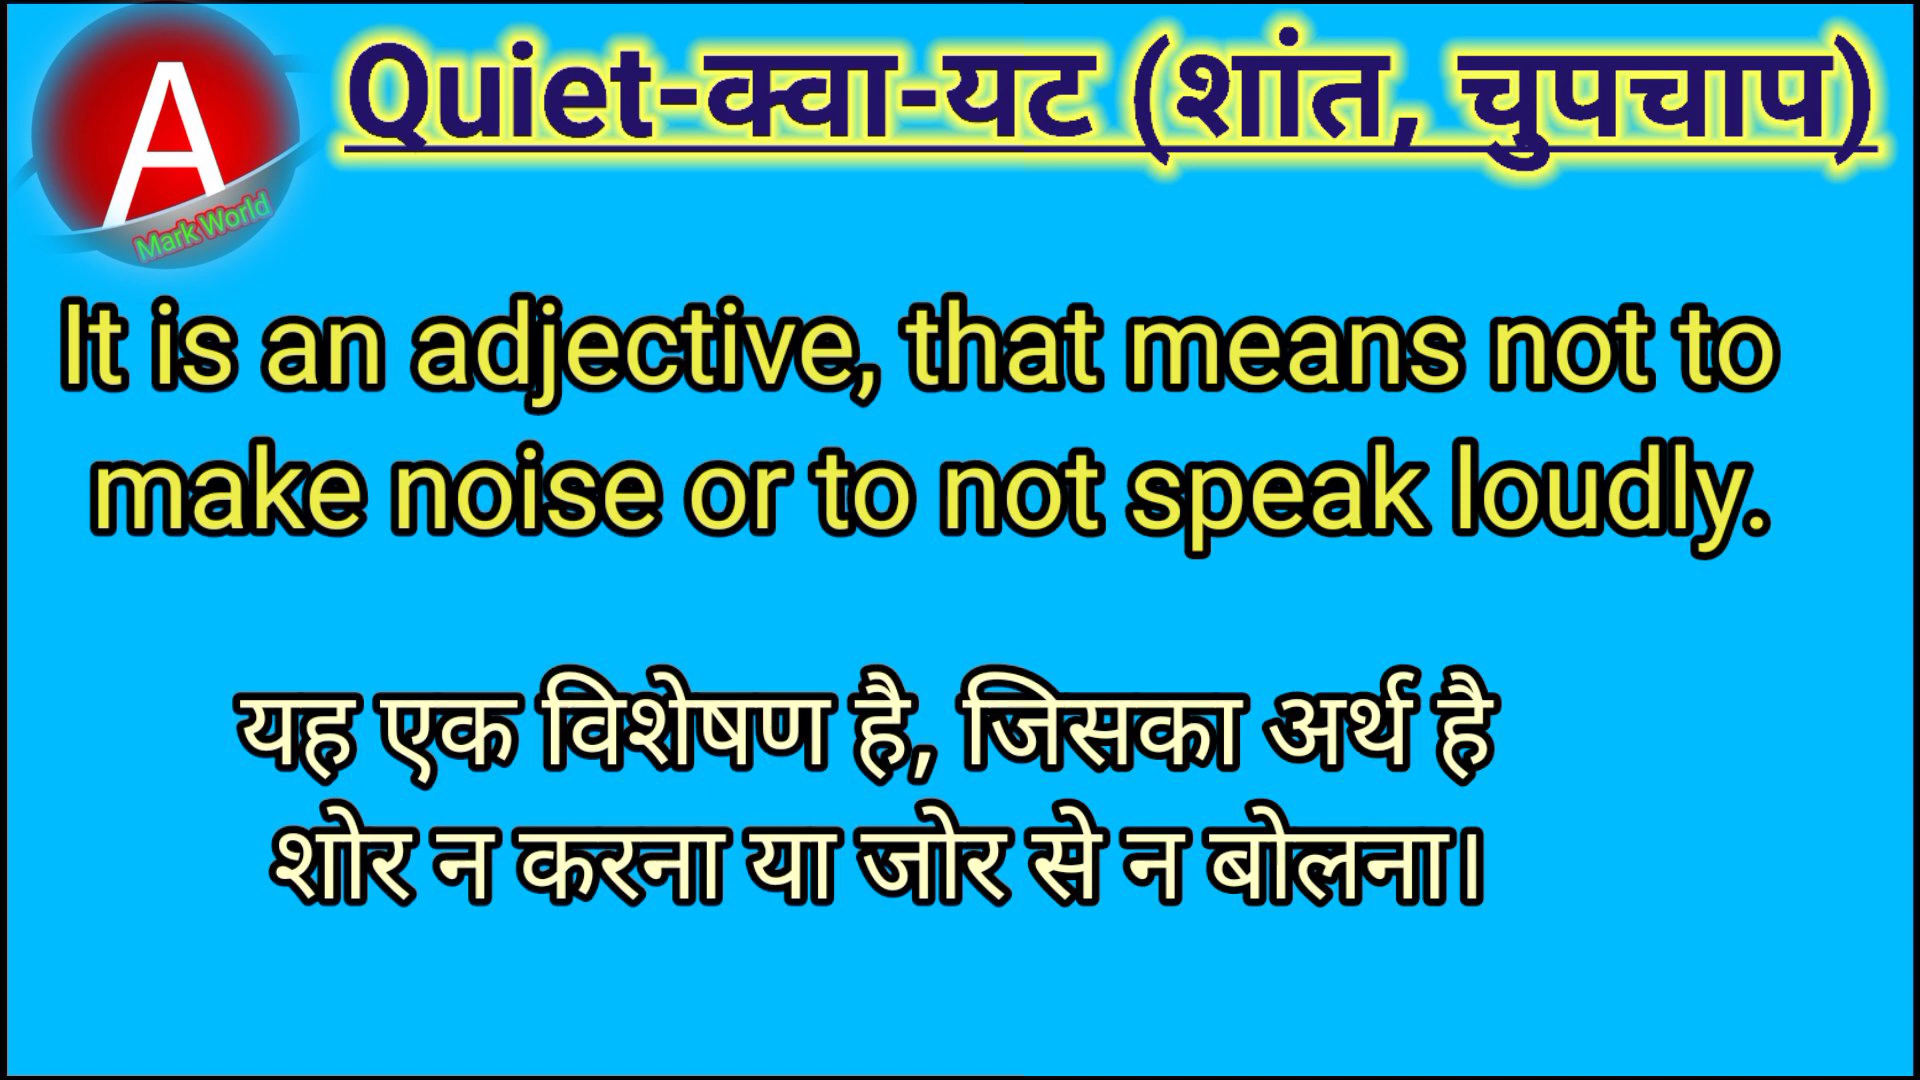 A
Mark World
Quiet-क्वा-यट (शांत, चुपचाप)
It is an adjective, that means not to
make noise or to not speak loudly.
यह एक विशेषण है, जिसका अर्थ है
शोर न करना या जोर से न बोलना।